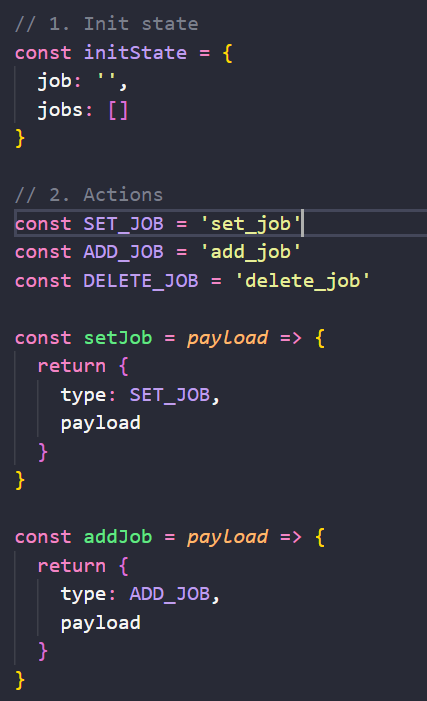 // 1. Init state
const initState = {
  job: '',
  jobs: []
}
// 2. Actions
const SET_JOB = 'set_job'
const ADD_JOB = 'add_job'
const DELETE_JOB = 'delete_job'
const setJob = payload => {
  return {
    type: SET_JOB,
    payload
  }
}
const addJob = payload => {
  return {
    type: ADD_JOB,
    payload
  }
}